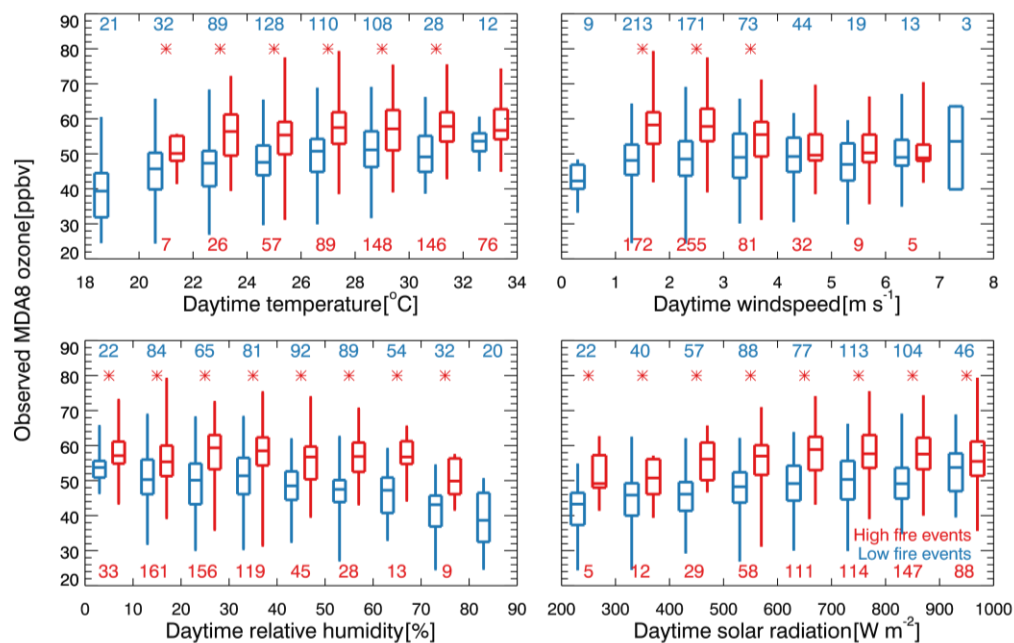 Observed MDA8 ozone[ppbv]
90
80
70
60
50
40
30
20
21 32 89 128 110 108 28 12
* * * * * *
7 26 57 89 148 146 76
18 20 22 24 26 28 30 32 34
Daytime temperature[°C]
9 213 171 73 44 19 13 3
* * *
172 255 81 32 9 5
0 1 2 3 4 5 6 7 8
Daytime windspeed[m s-1]
90
80
70
60
50
40
30
20
22 84 65 81 92 89 54 32 20
* * * * * * * *
33 161 156 119 45 28 13 9
0 10 20 30 40 50 60 70 80 90
Daytime relative humidity[%]
22 40 57 88 77 113 104 46
* * * * * * * *
High fire events
Low fire events
5 12 29 58 111 114 147 88
200 300 400 500 600 700 800 900 1000
Daytime solar radiation[W m-2]